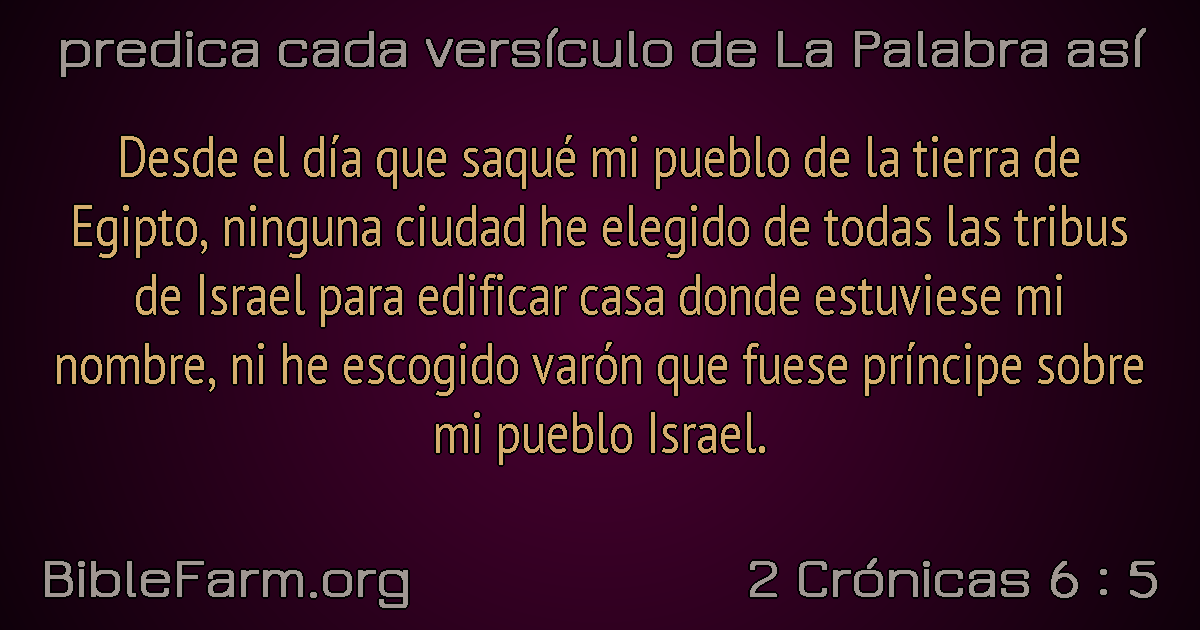 predica cada versículo de La Palabra así
Desde el día que saqué mi pueblo de la tierra de
Egipto, ninguna ciudad he elegido de todas las tribus
de Israel para edificar casa donde estuviese mi
nombre, ni he escogido varón que fuese príncipe sobre
mi pueblo Israel.
BibleFarm.org
2 Crónicas 6 : 5